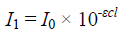 I₁ = I₀ × 10^-εcl